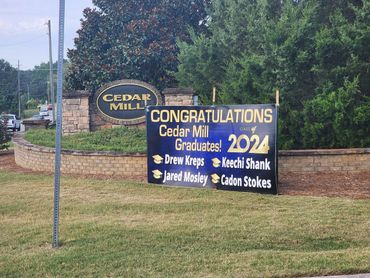 CEDAR
MILL
CONGRATULATIONS
Cedar Mill
Graduates!
CLASS of
2024
Drew Kreps
Keechi Shank
Jared Mosley
Cadon Stokes